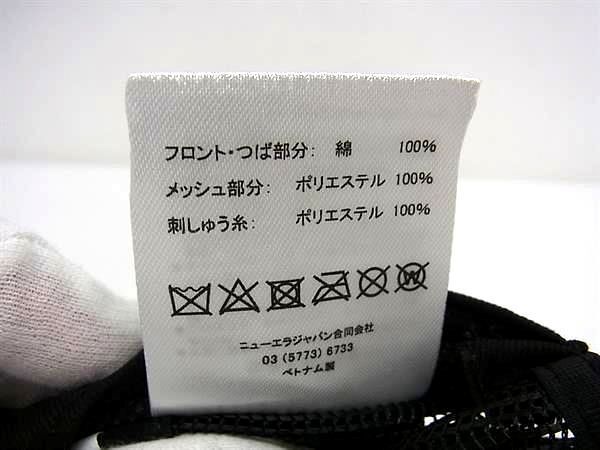 フロント・つば部分： 綿 100%
メッシュ部分： ポリエステル 100%
刺しゅう糸： ポリエステル 100%
W
ニューエラジャパン合同会社
03 (5773) 6733
ベトナム製